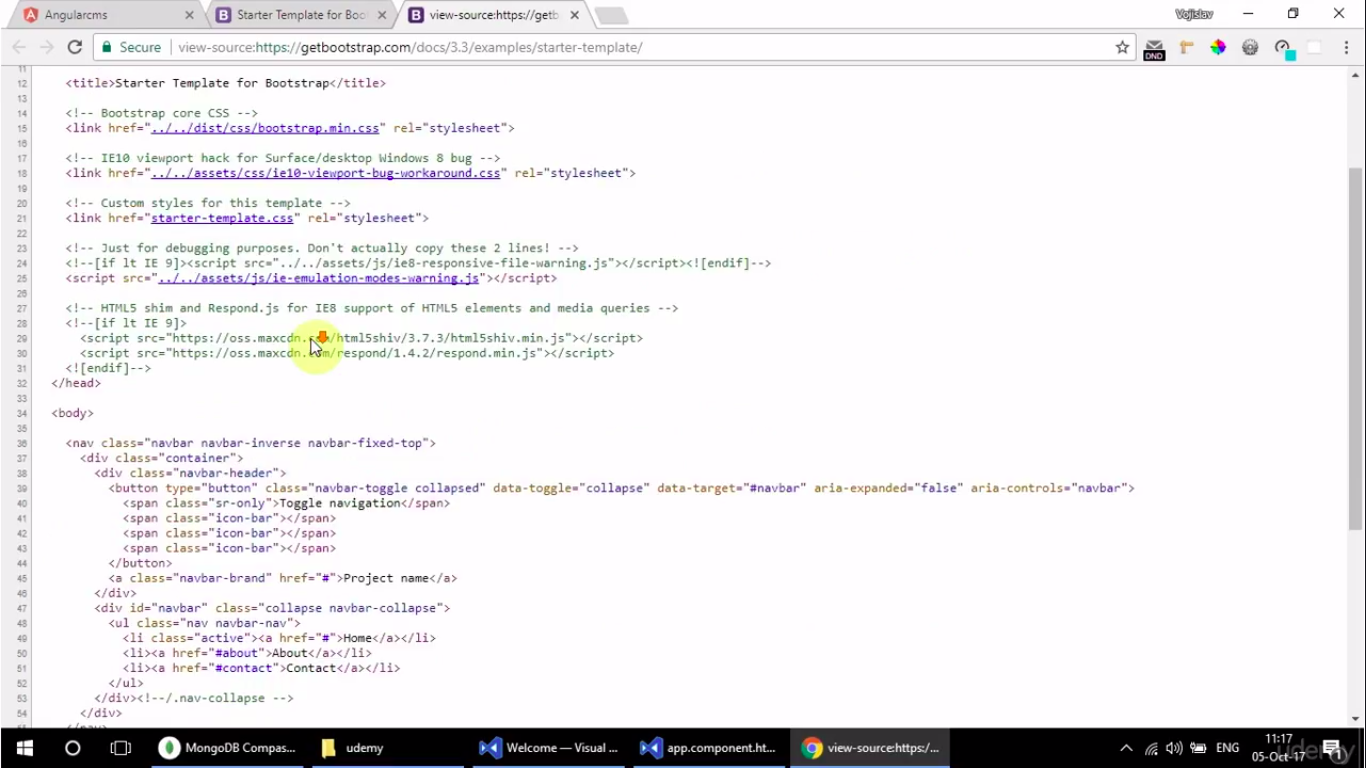 Angularcms
Starter Template for Boo
view-source:https://getb
Vojislav
Secure
view-source:https://getbootstrap.com/docs/3.3/examples/starter-template/
DND
11
12 <title>Starter Template for Bootstrap</title>
13
14 <!-- Bootstrap core CSS -->
15 <link href="../../dist/css/bootstrap.min.css" rel="stylesheet">
16
17 <!-- IE10 viewport hack for Surface/desktop Windows 8 bug -->
18 <link href="../../assets/css/ie10-viewport-bug-workaround.css" rel="stylesheet">
19
20 <!-- Custom styles for this template -->
21 <link href="starter-template.css" rel="stylesheet">
22
23 <!-- Just for debugging purposes. Don't actually copy these 2 lines! -->
24 <!--[if lt IE 9]><script src="../../assets/js/ie8-responsive-file-warning.js"></script><![endif]-->
25 <script src="../../assets/js/ie-emulation-modes-warning.js"></script>
26
27 <!-- HTML5 shim and Respond.js for IE8 support of HTML5 elements and media queries -->
28 <!--[if lt IE 9]>
29 <script src="https://oss.maxcdn.com/html5shiv/3.7.3/html5shiv.min.js"></script>
30 <script src="https://oss.maxcdn.com/respond/1.4.2/respond.min.js"></script>
31 <![endif]-->
32 </head>
33
34 <body>
35
36 <nav class="navbar navbar-inverse navbar-fixed-top">
37 <div class="container">
38 <div class="navbar-header">
39 <button type="button" class="navbar-toggle collapsed" data-toggle="collapse" data-target="#navbar" aria-expanded="false" aria-controls="navbar">
40 <span class="sr-only">Toggle navigation</span>
41 <span class="icon-bar"></span>
42 <span class="icon-bar"></span>
43 <span class="icon-bar"></span>
44 </button>
45 <a class="navbar-brand" href="#">Project name</a>
46 </div>
47 <div id="navbar" class="collapse navbar-collapse">
48 <ul class="nav navbar-nav">
49 <li class="active"><a href="#">Home</a></li>
50 <li><a href="#about">About</a></li>
51 <li><a href="#contact">Contact</a></li>
52 </ul>
53 </div><!--/.nav-collapse -->
54 </div>
55 </nav>
MongoDB Compas...
udemy
Welcome — Visual ...
app.component.ht...
view-source:https:/...
ENG
11:17
05-Oct-17
1
udemy